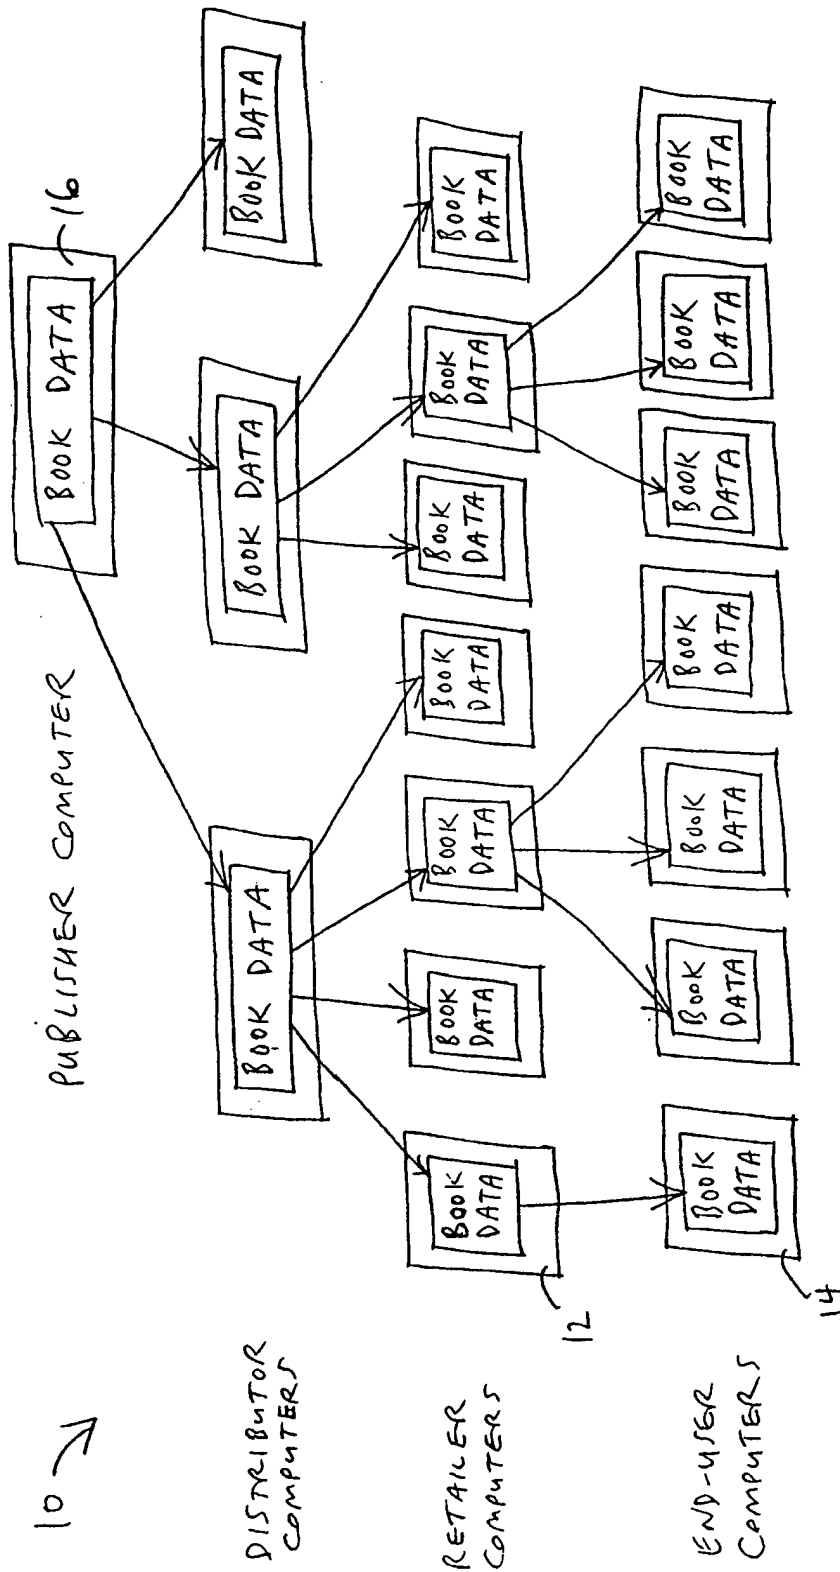 10
PUBLISHER COMPUTER
BOOK DATA
16
DISTRIBUTOR
COMPUTERS
BOOK DATA
BOOK DATA
BOOK DATA
RETAILER
COMPUTERS
BOOK
DATA
BOOK
DATA
BOOK
DATA
BOOK
DATA
BOOK
DATA
BOOK
DATA
BOOK
DATA
12
END-USER
COMPUTERS
BOOK
DATA
BOOK
DATA
BOOK
DATA
BOOK
DATA
BOOK
DATA
BOOK
DATA
BOOK
DATA
14